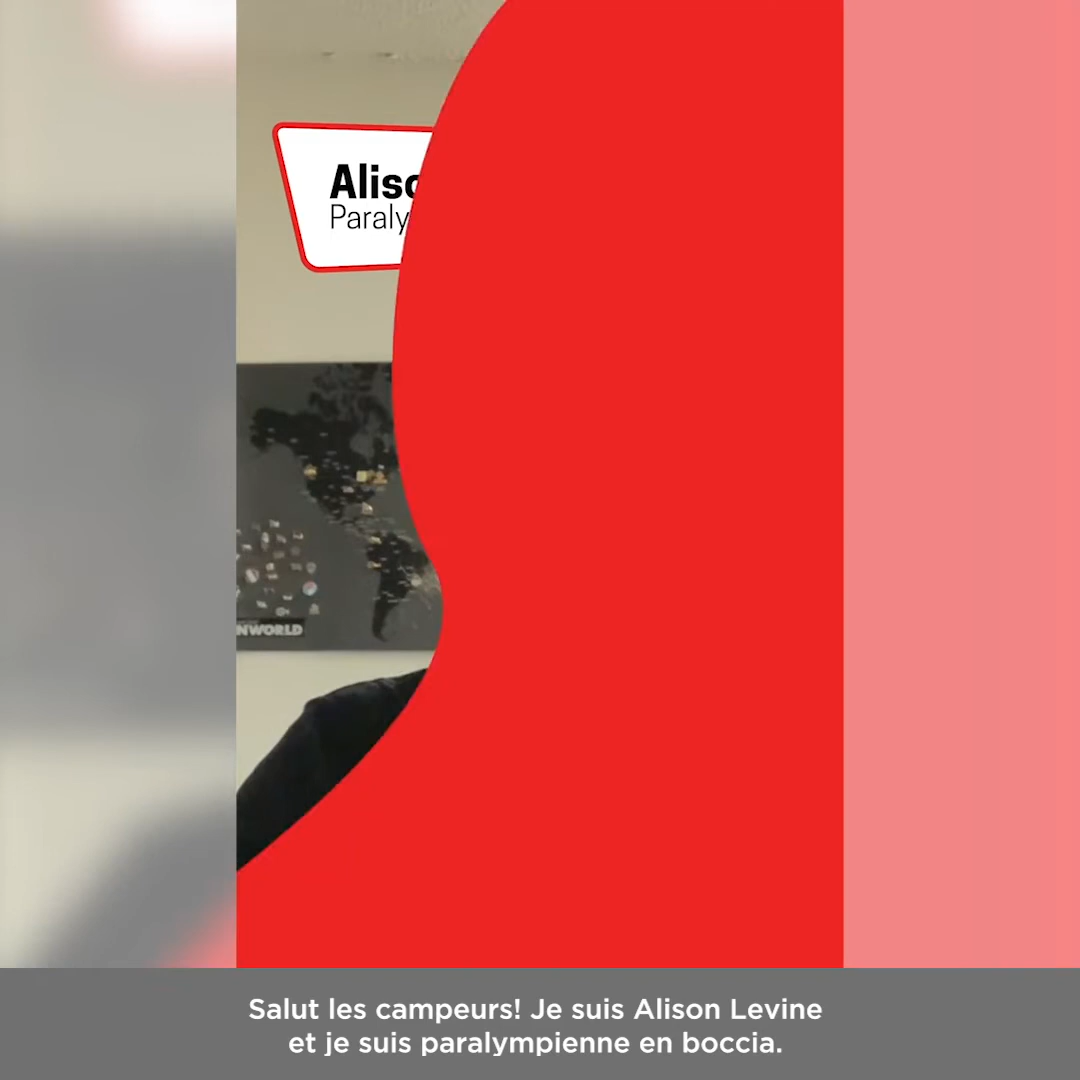 Aliso
Paraly
NWORLD
Salut les campeurs! Je suis Alison Levine
et je suis paralympienne en boccia.